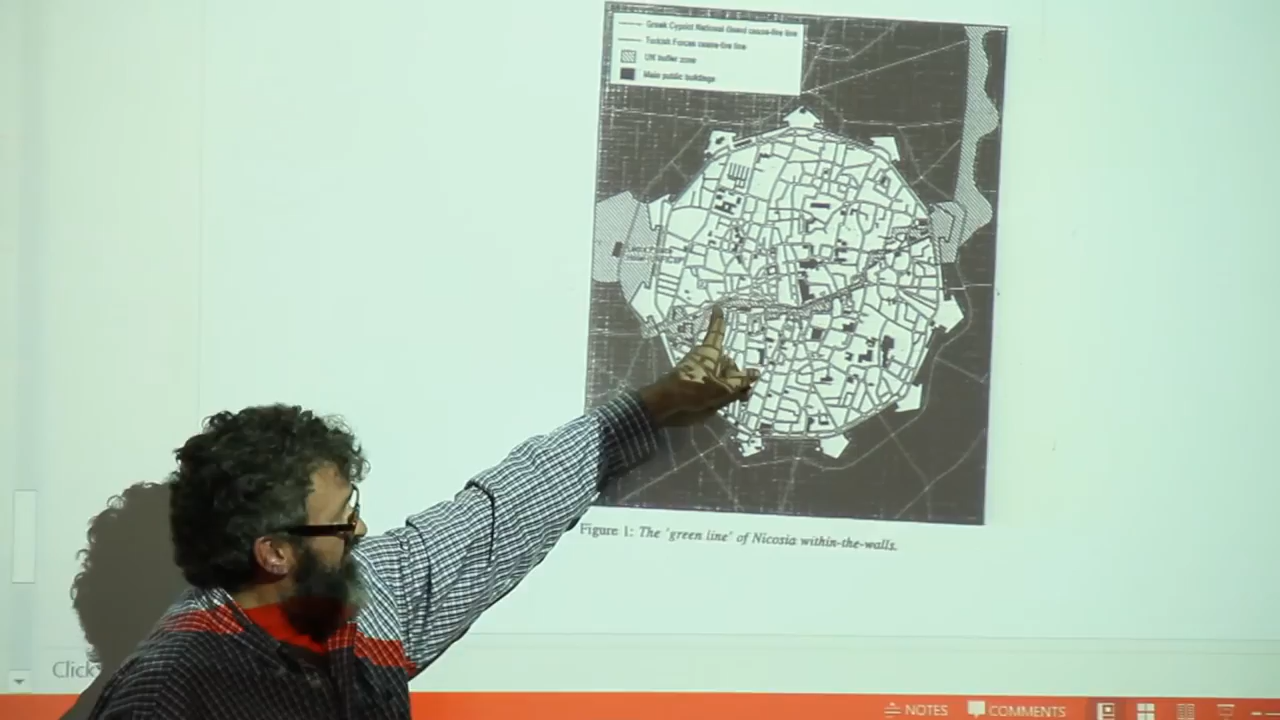 Greek Cypriot National Guard cease-fire line
Turkish Forces cease-fire line
UN buffer zone
Main public buildings
Figure 1: The 'green line' of Nicosia within-the-walls.
Click
NOTES COMMENTS